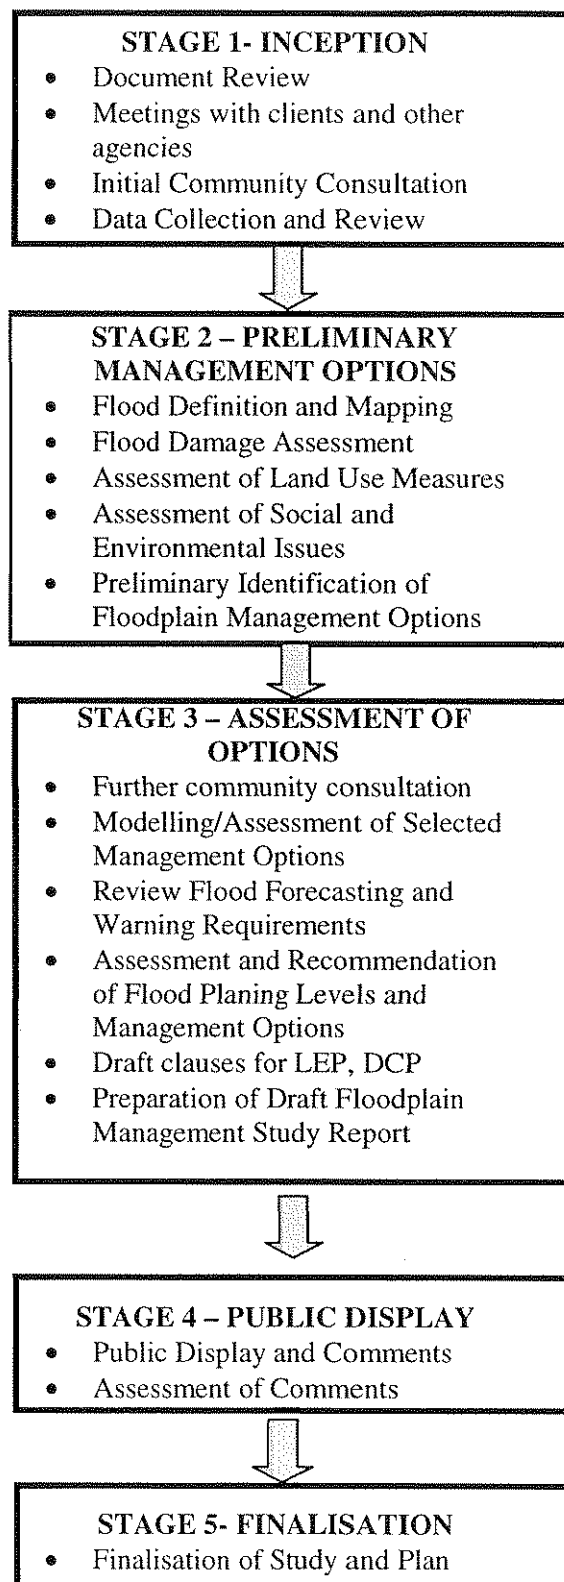 STAGE 1- INCEPTION
• Document Review
• Meetings with clients and other
agencies
• Initial Community Consultation
• Data Collection and Review
STAGE 2 – PRELIMINARY
MANAGEMENT OPTIONS
• Flood Definition and Mapping
• Flood Damage Assessment
• Assessment of Land Use Measures
• Assessment of Social and
Environmental Issues
• Preliminary Identification of
Floodplain Management Options
STAGE 3 – ASSESSMENT OF
OPTIONS
• Further community consultation
• Modelling/Assessment of Selected
Management Options
• Review Flood Forecasting and
Warning Requirements
• Assessment and Recommendation
of Flood Planing Levels and
Management Options
• Draft clauses for LEP, DCP
• Preparation of Draft Floodplain
Management Study Report
STAGE 4 – PUBLIC DISPLAY
• Public Display and Comments
• Assessment of Comments
STAGE 5- FINALISATION
• Finalisation of Study and Plan